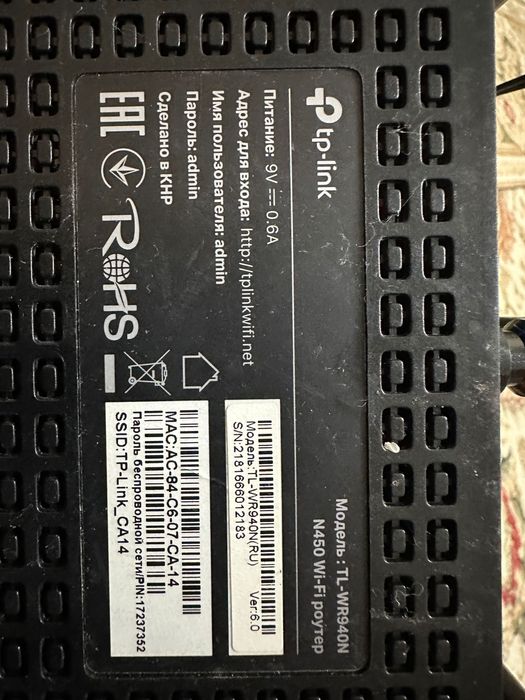 tp-link
Модель: TL-WR940N
N450 Wi-Fi роутер
Питание: 9V ⎓ 0.6A
Адрес для входа: http://tplinkwifi.net
Имя пользователя: admin
Пароль: admin
Сделано в КНР
EAC
RoHS
Модель:TL-WR940N(RU) Ver:6.0
S/N:2181666012183
MAC:AC-84-C6-07-CA-14
Пароль беспроводной сети/PIN:17237352
SSID:TP-Link_CA14